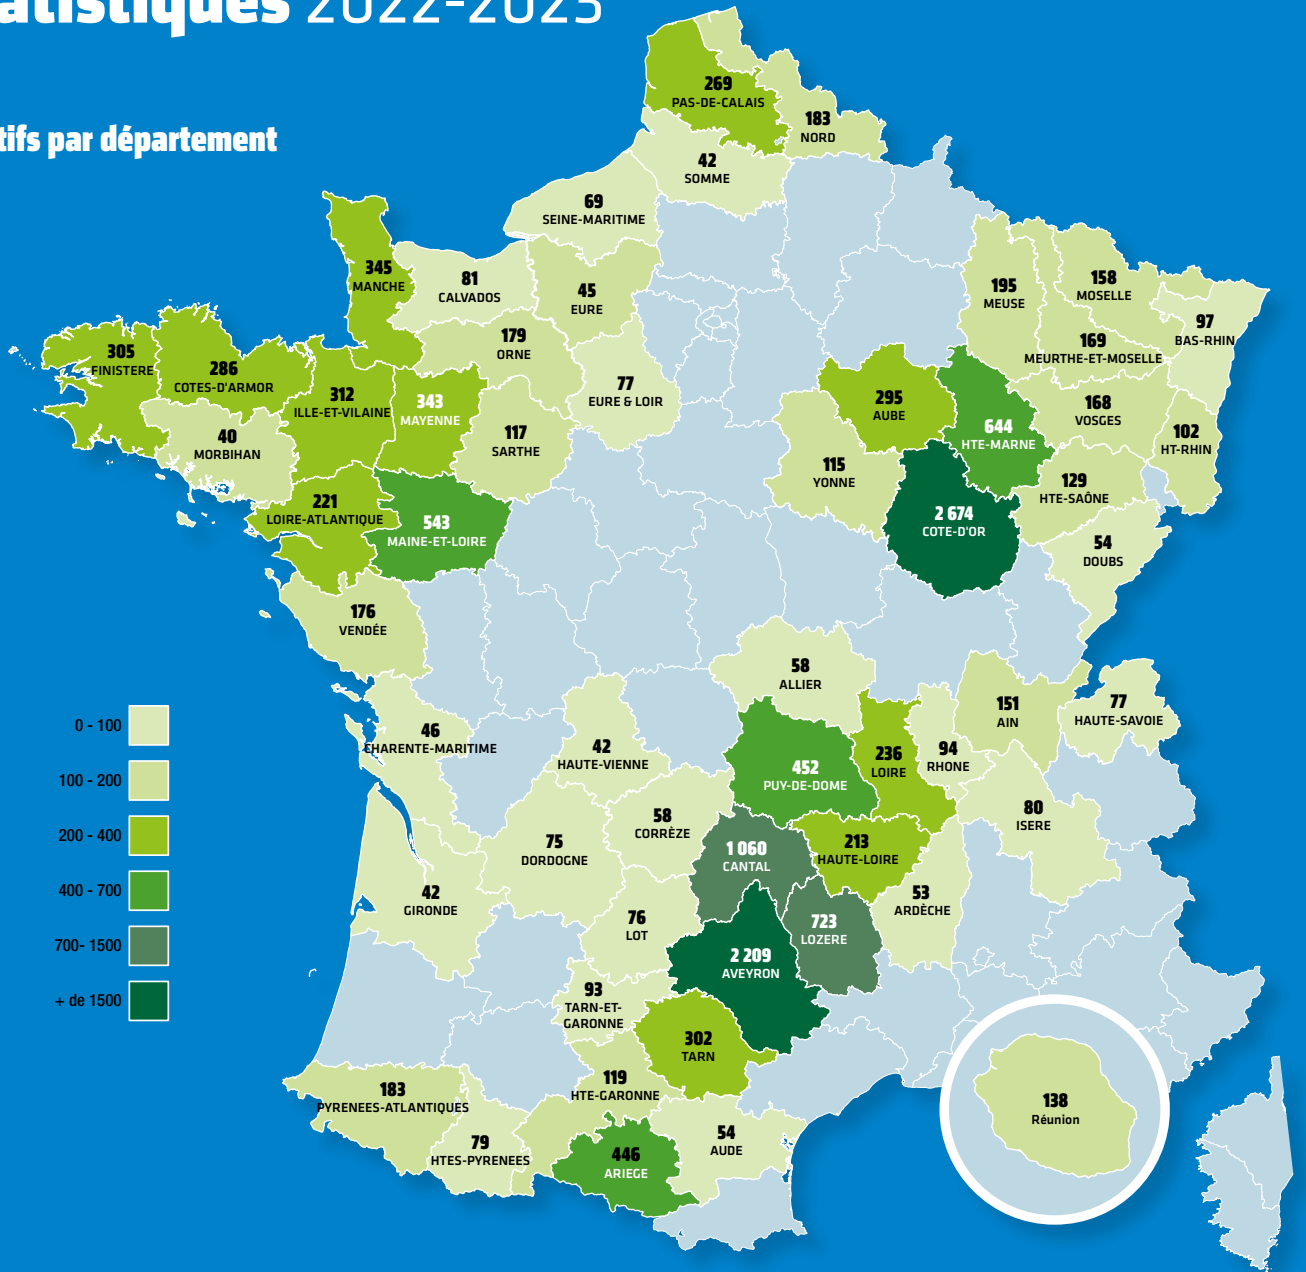 atistiques 2022-2023
tifs par département
269
PAS-DE-CALAIS
183
NORD
42
SOMME
69
SEINE-MARITIME
345
MANCHE
81
CALVADOS
45
EURE
195
MEUSE
158
MOSELLE
97
BAS-RHIN
179
ORNE
169
MEURTHE-ET-MOSELLE
305
FINISTERE
286
COTES-D'ARMOR
312
ILLE-ET-VILAINE
343
MAYENNE
77
EURE & LOIR
295
AUBE
644
HTE-MARNE
168
VOSGES
102
HT-RHIN
40
MORBIHAN
117
SARTHE
115
YONNE
129
HTE-SAÔNE
221
LOIRE-ATLANTIQUE
543
MAINE-ET-LOIRE
2 674
COTE-D'OR
54
DOUBS
176
VENDÉE
58
ALLIER
151
AIN
77
HAUTE-SAVOIE
46
CHARENTE-MARITIME
42
HAUTE-VIENNE
452
PUY-DE-DOME
236
LOIRE
94
RHONE
80
ISERE
75
DORDOGNE
58
CORRÈZE
1 060
CANTAL
213
HAUTE-LOIRE
53
ARDÈCHE
42
GIRONDE
76
LOT
723
LOZERE
2 209
AVEYRON
93
TARN-ET-
GARONNE
302
TARN
183
PYRENEES-ATLANTIQUES
119
HTE-GARONNE
79
HTES-PYRENEES
446
ARIEGE
54
AUDE
138
Réunion
0 - 100
100 - 200
200 - 400
400 - 700
700- 1500
+ de 1500